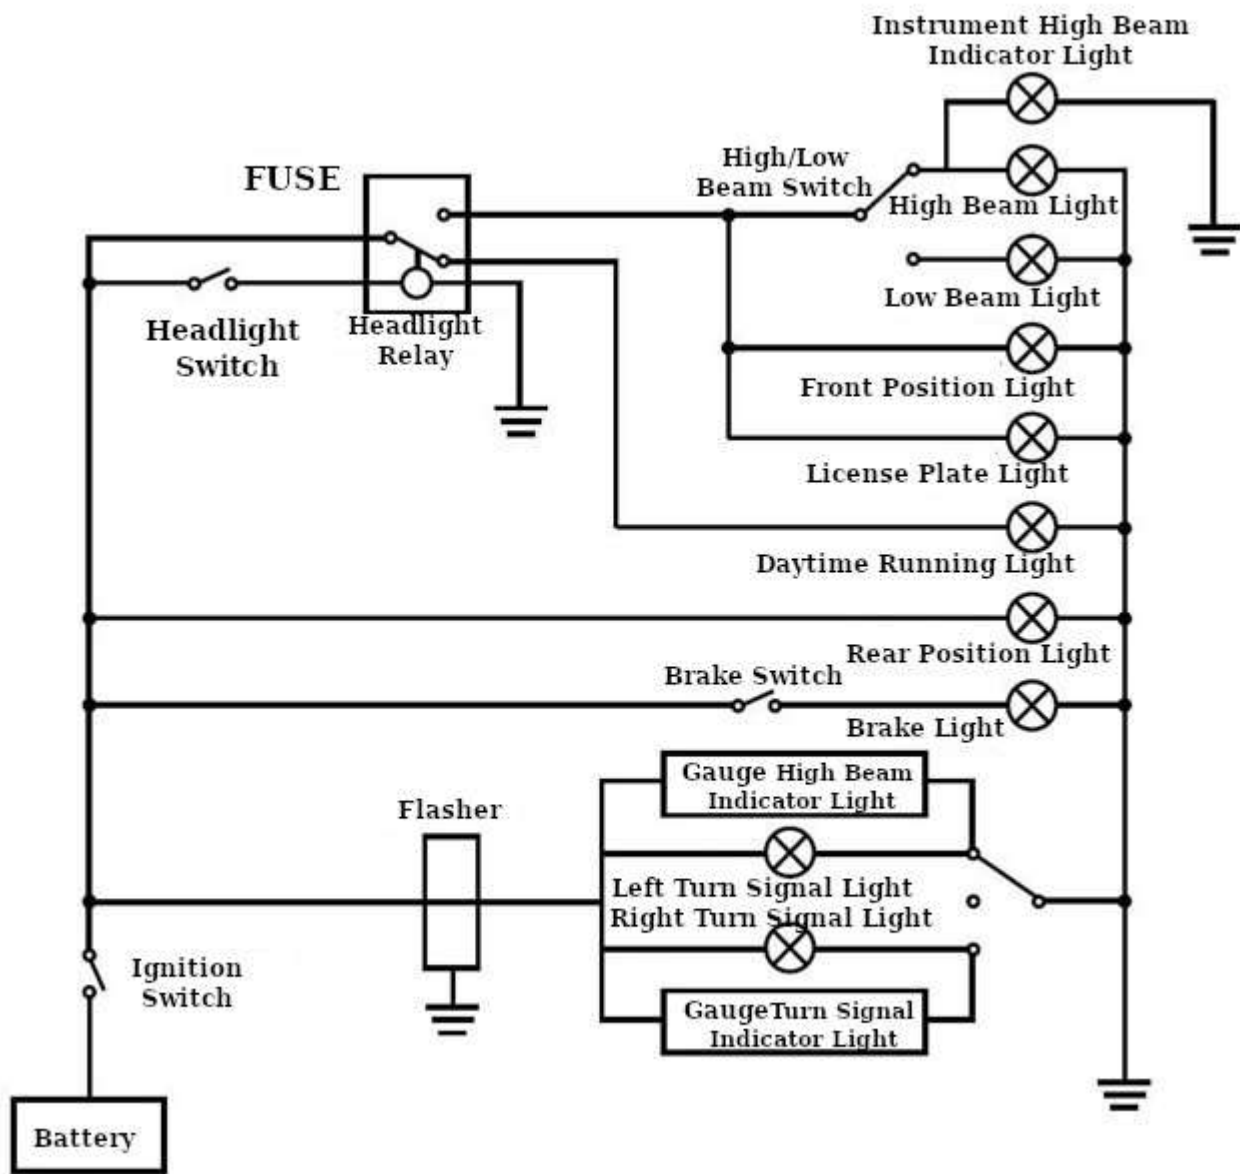 Instrument High Beam
Indicator Light
High/Low
Beam Switch
FUSE
High Beam Light
Low Beam Light
Headlight
Switch
Headlight
Relay
Front Position Light
License Plate Light
Daytime Running Light
Rear Position Light
Brake Switch
Brake Light
Gauge High Beam
Indicator Light
Flasher
Left Turn Signal Light
Right Turn Signal Light
Ignition
Switch
Gauge Turn Signal
Indicator Light
Battery